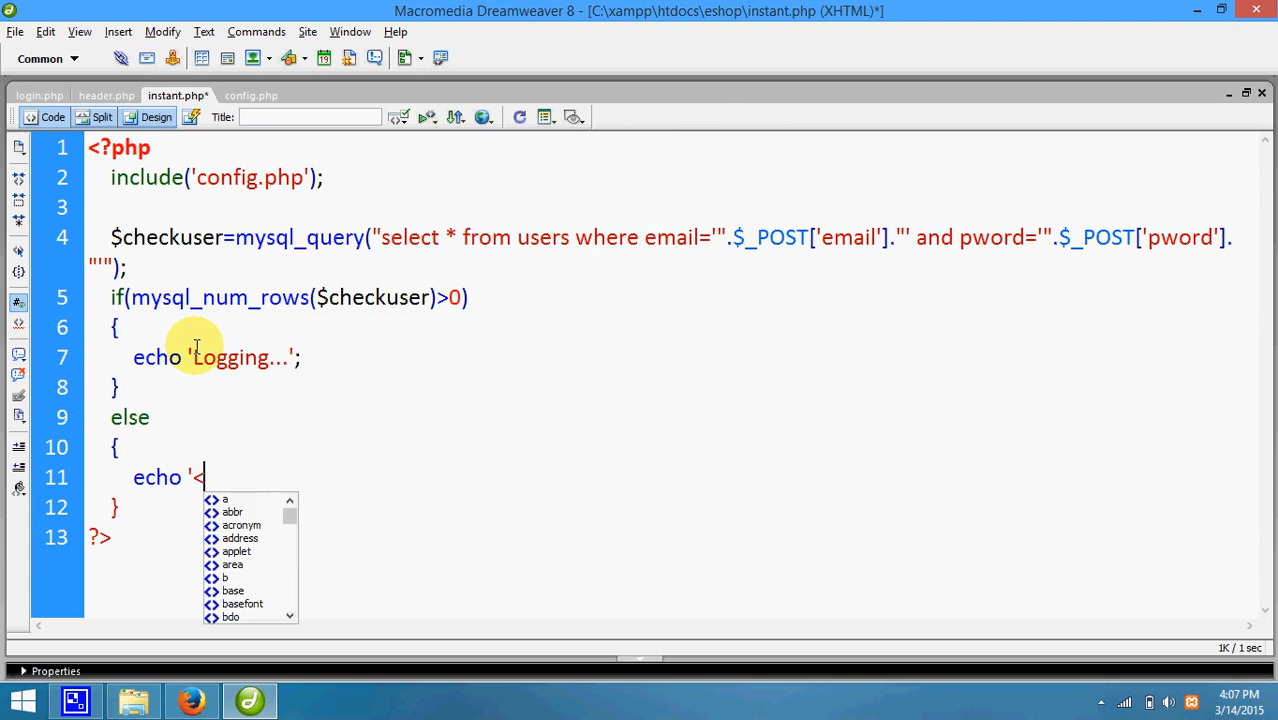 Macromedia Dreamweaver 8 - [C:\xampp\htdocs\eshop\instant.php (XHTML)*]
File Edit View Insert Modify Text Commands Site Window Help
Common
login.php header.php instant.php* config.php
Code Split Design Title:
1 <?php
2 include('config.php');
3
4 $checkuser=mysql_query("select * from users where email='".$_POST['email']."' and pword='".$_POST['pword'].
"'");
5 if(mysql_num_rows($checkuser)>0)
6 {
7 echo 'Logging...';
8 }
9 else
10 {
11 echo '<
a
abbr
acronym
address
applet
area
b
base
basefont
bdo
12 }
13 ?>
1K / 1 sec
Properties
4:07 PM
3/14/2015